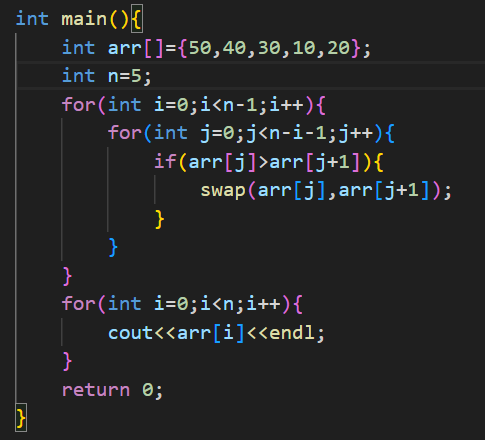 int main(){
    int arr[]={50,40,30,10,20};
    int n=5;
    for(int i=0;i<n-1;i++){
        for(int j=0;j<n-i-1;j++){
            if(arr[j]>arr[j+1]){
                swap(arr[j],arr[j+1]);
            }
        }
    }
    for(int i=0;i<n;i++){
        cout<<arr[i]<<endl;
    }
    return 0;
}